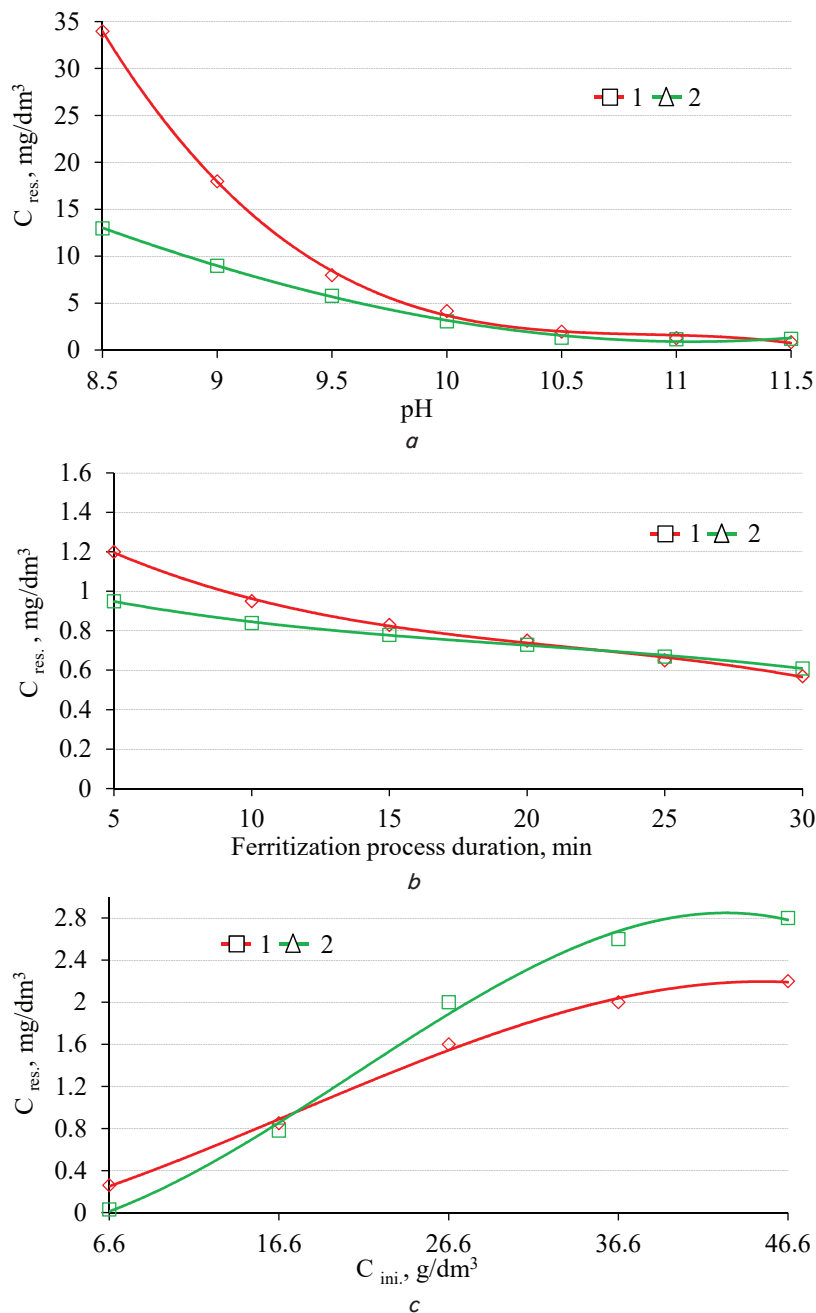 C res., mg/dm³
35
30
25
20
15
10
5
0
1 2
8.5 9 9.5 10 10.5 11 11.5
pH
a
C res. , mg/dm³
1.6
1.4
1.2
1
0.8
0.6
0.4
0.2
0
1 2
5 10 15 20 25 30
Ferritization process duration, min
b
C res., mg/dm³
2.8
2.4
2
1.6
1.2
0.8
0.4
0
1 2
6.6 16.6 26.6 36.6 46.6
C ini., g/dm³
c